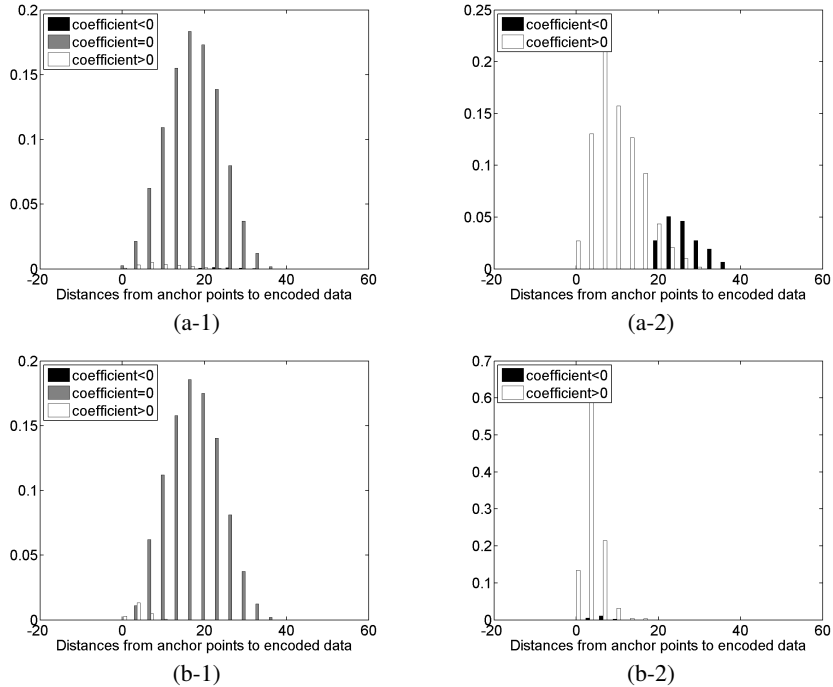 0.2
0.15
0.1
0.05
0
-20 0 20 40 60
coefficient<0
coefficient=0
coefficient>0
Distances from anchor points to encoded data
(a-1)
0.25
0.2
0.15
0.1
0.05
0
-20 0 20 40 60
coefficient<0
coefficient>0
Distances from anchor points to encoded data
(a-2)
0.2
0.15
0.1
0.05
0
-20 0 20 40 60
coefficient<0
coefficient=0
coefficient>0
Distances from anchor points to encoded data
(b-1)
0.7
0.6
0.5
0.4
0.3
0.2
0.1
0
-20 0 20 40 60
coefficient<0
coefficient>0
Distances from anchor points to encoded data
(b-2)